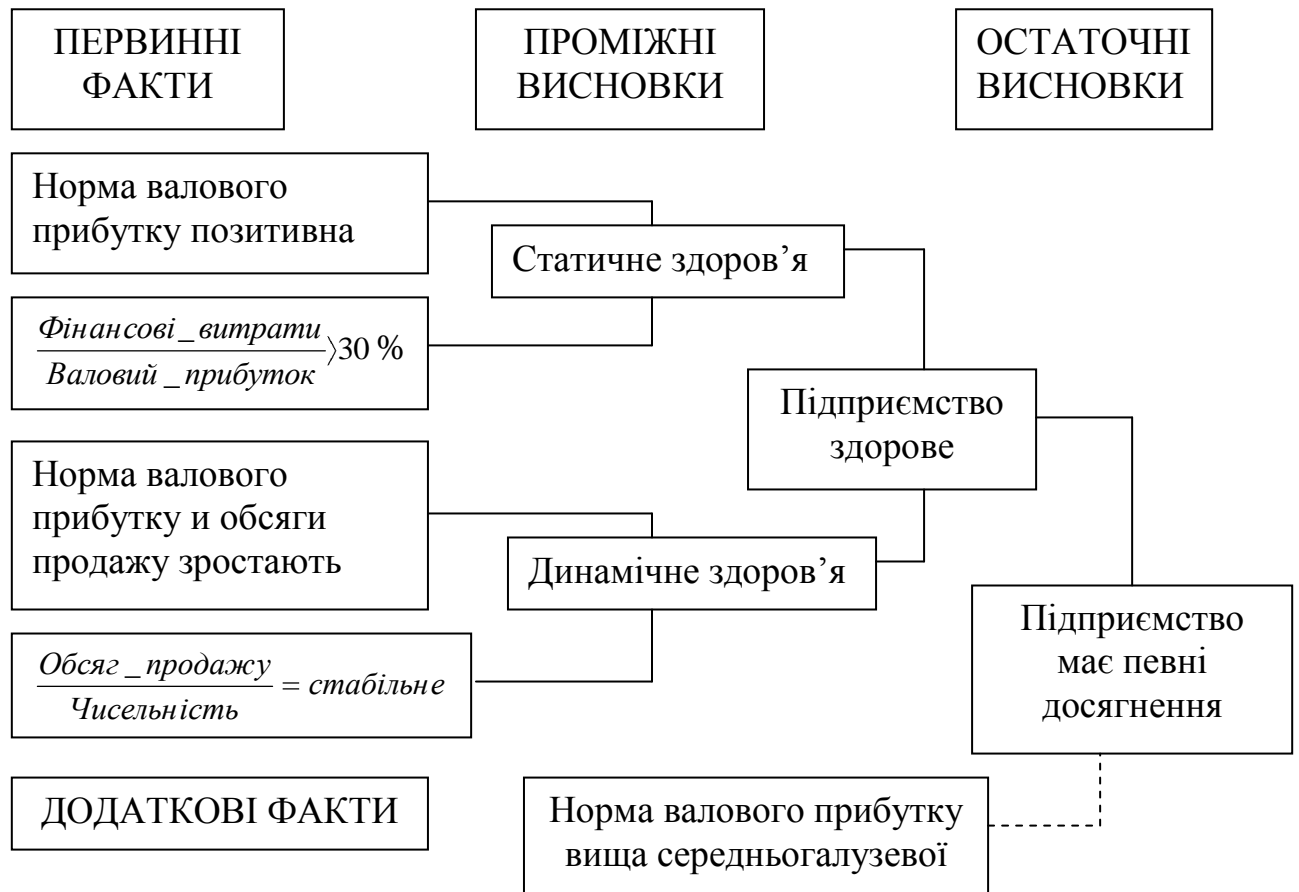 ПЕРВИННІ
ФАКТИ
ПРОМІЖНІ
ВИСНОВКИ
ОСТАТОЧНІ
ВИСНОВКИ
Норма валового
прибутку позитивна
Статичне здоров’я
Фінансові_витрати
Валовий_прибуток
⟩30 %
Підприємство
здорове
Норма валового
прибутку и обсяги
продажу зростають
Динамічне здоров’я
Підприємство
має певні
досягнення
Обсяг_продажу
Чисельність
= стабільне
ДОДАТКОВІ ФАКТИ
Норма валового прибутку
вища середньогалузевої